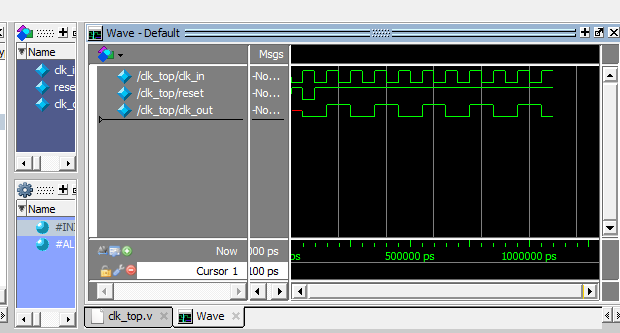 Wave - Default
Name
Msgs
clk_i
/clk_top/clk_in
-No...
rese
/clk_top/reset
-No...
clk_c
/clk_top/clk_out
-No...
Name
#INI
#AL
Now
000 ps
ps
500000 ps
1000000 ps
Cursor 1
100 ps
clk_top.v
Wave